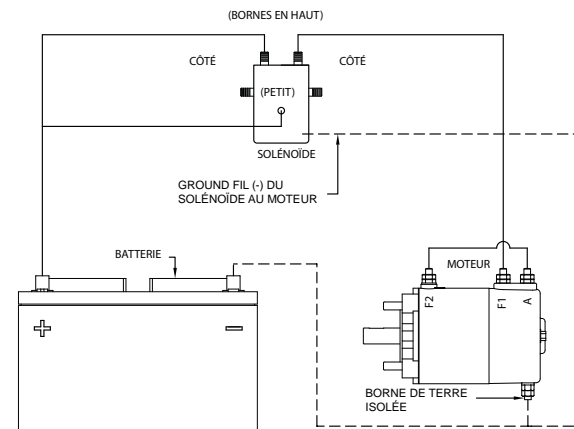 (BORNES EN HAUT)
CÔTÉ
CÔTÉ
(PETIT)
SOLÉNOÏDE
GROUND FIL (-) DU
SOLÉNOÏDE AU MOTEUR
BATTERIE
MOTEUR
F2
F1
A
+
−
BORNE DE TERRE
ISOLÉE